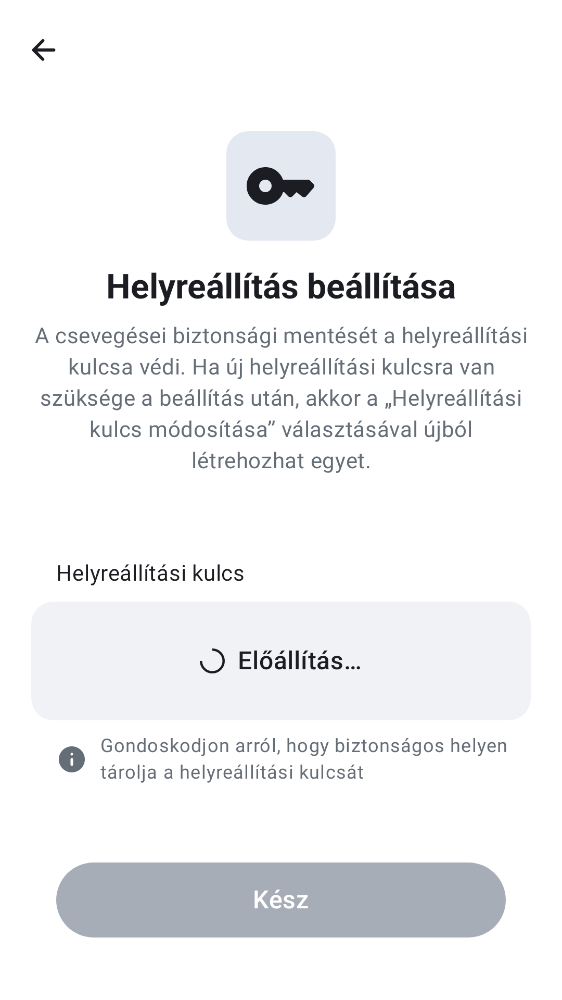 Helyreállítás beállítása
A csevegései biztonsági mentését a helyreállítási
kulcsa védi. Ha új helyreállítási kulcsra van
szüksége a beállítás után, akkor a „Helyreállítási
kulcs módosítása” választásával újból
létrehozhat egyet.
Helyreállítási kulcs
Előállítás…
Gondoskodjon arról, hogy biztonságos helyen
tárolja a helyreállítási kulcsát
Kész